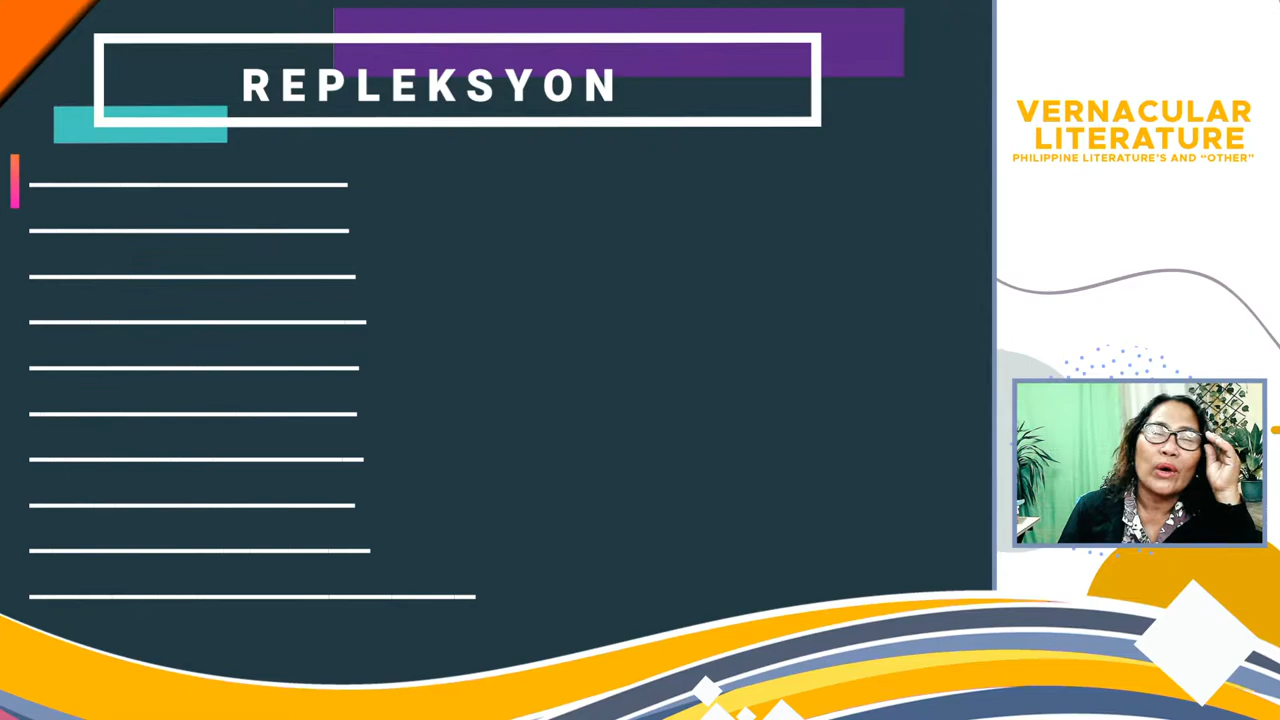 REPLEKSYON
VERNACULAR
LITERATURE
PHILIPPINE LITERATURE'S AND “OTHER”